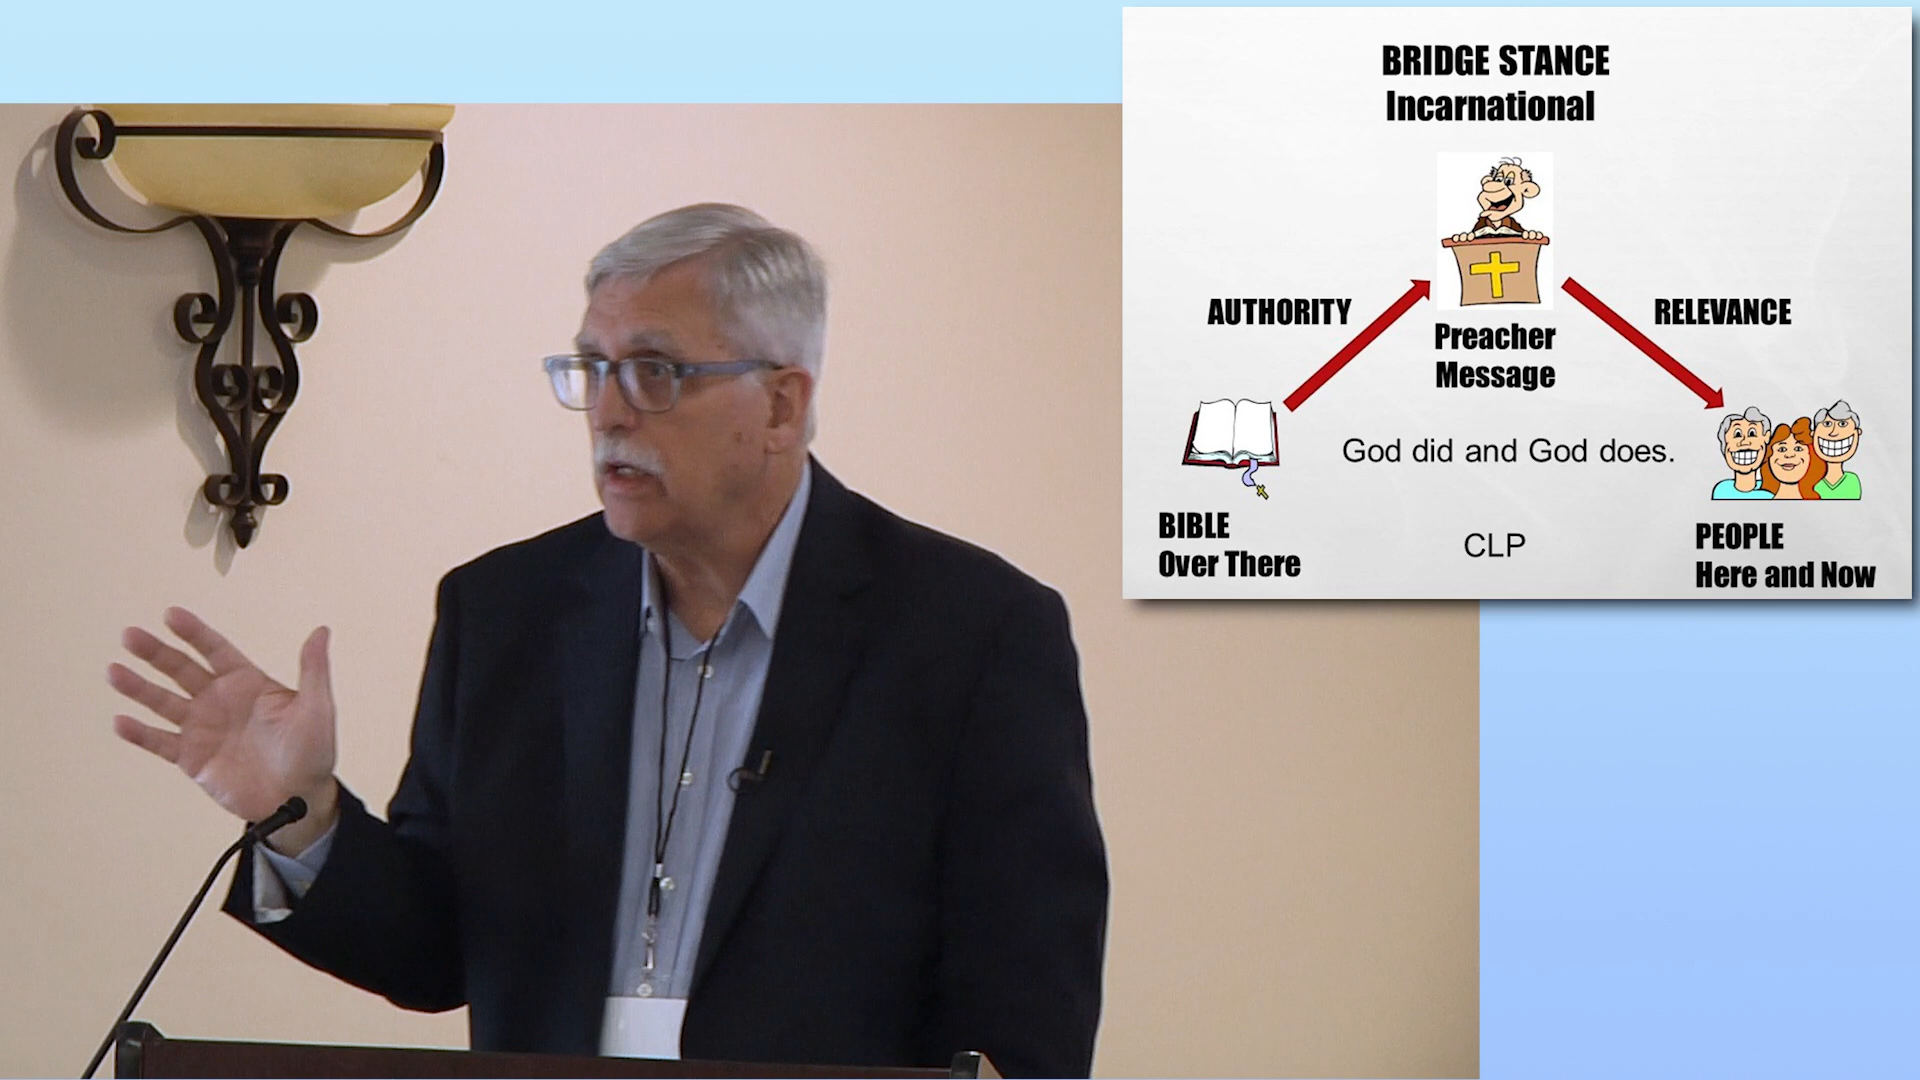 BRIDGE STANCE
Incarnational
AUTHORITY
RELEVANCE
Preacher
Message
God did and God does.
BIBLE
Over There
CLP
PEOPLE
Here and Now